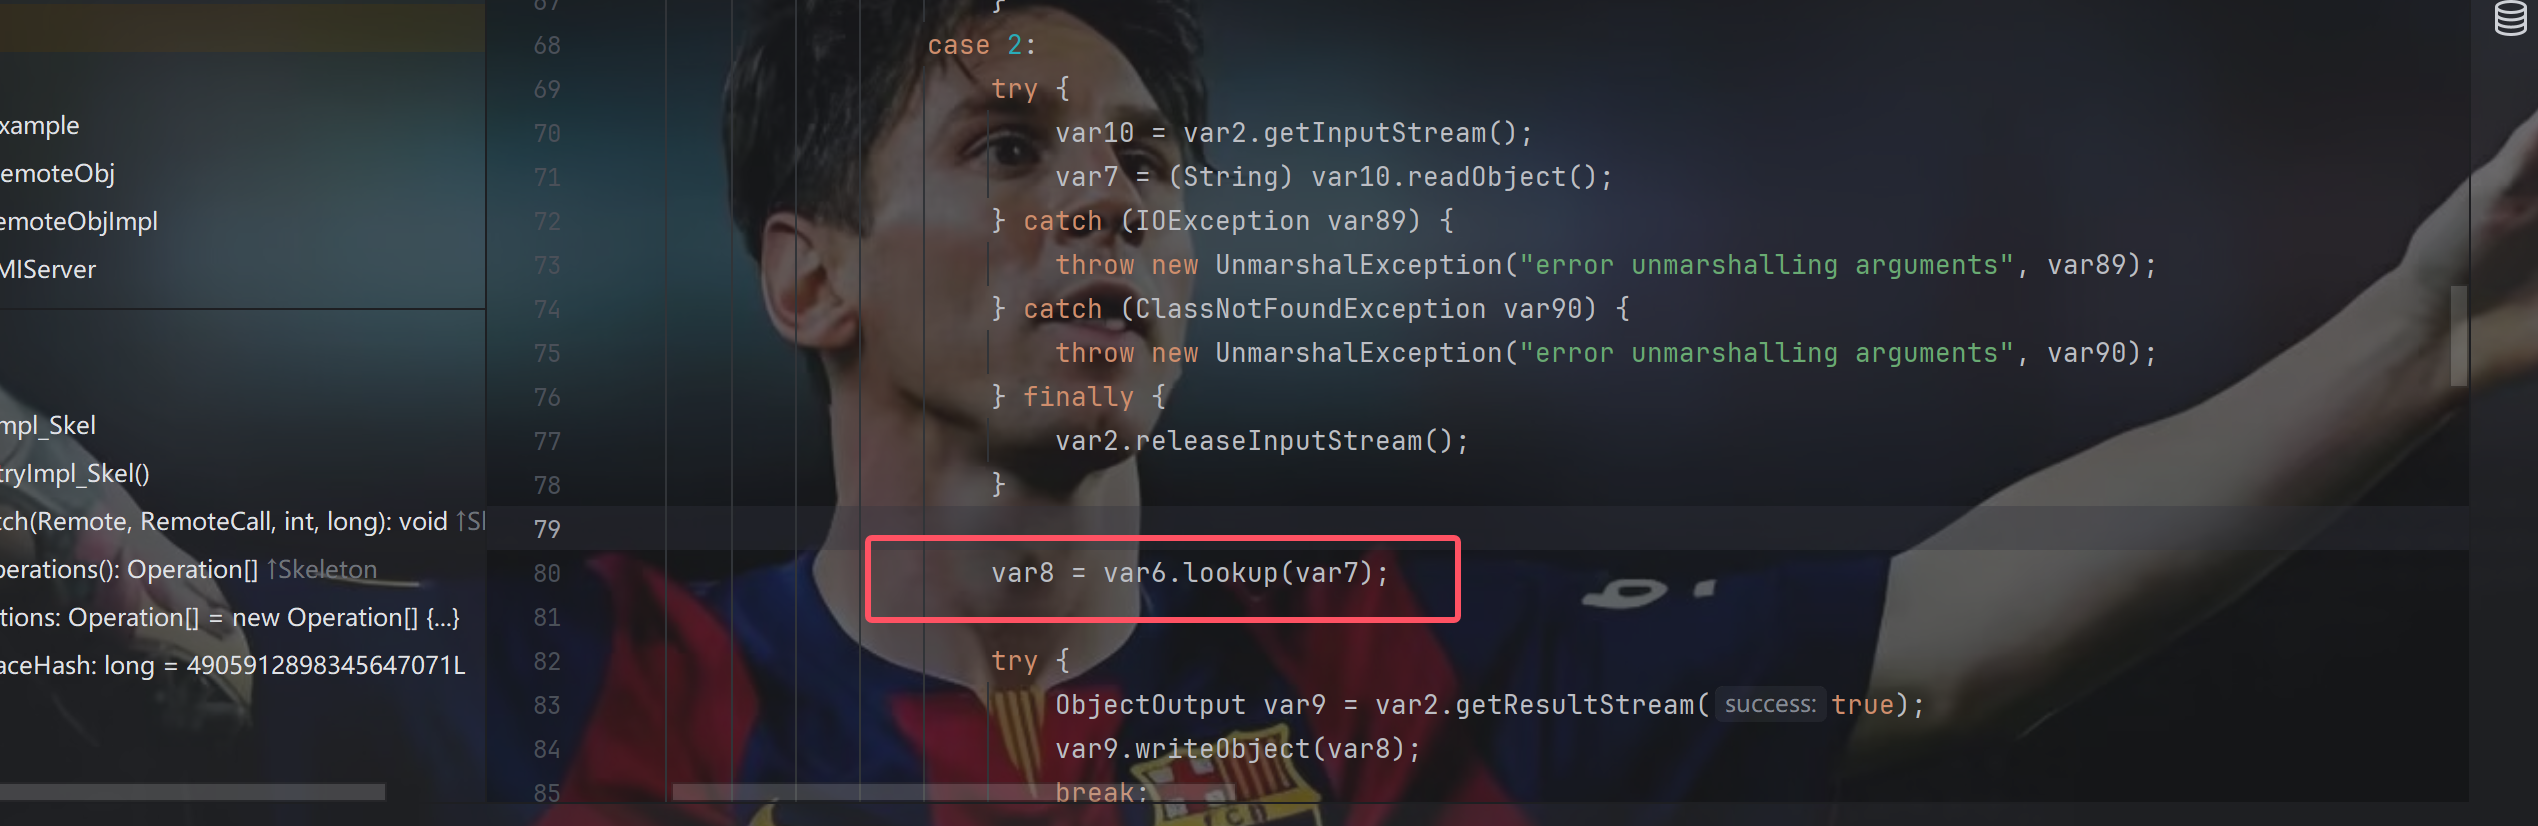 xample
emoteObj
emoteObjImpl
MIServer
mpl_Skel
tryImpl_Skel()
tch(Remote, RemoteCall, int, long): void ↑Sl
perations(): Operation[] ↑Skeleton
tions: Operation[] = new Operation[] {...}
aceHash: long = 4905912898345647071L
67 }
68 case 2:
69 try {
70 var10 = var2.getInputStream();
71 var7 = (String) var10.readObject();
72 } catch (IOException var89) {
73 throw new UnmarshalException("error unmarshalling arguments", var89);
74 } catch (ClassNotFoundException var90) {
75 throw new UnmarshalException("error unmarshalling arguments", var90);
76 } finally {
77 var2.releaseInputStream();
78 }
79
80 var8 = var6.lookup(var7);
81
82 try {
83 ObjectOutput var9 = var2.getResultStream( success: true);
84 var9.writeObject(var8);
85 break;